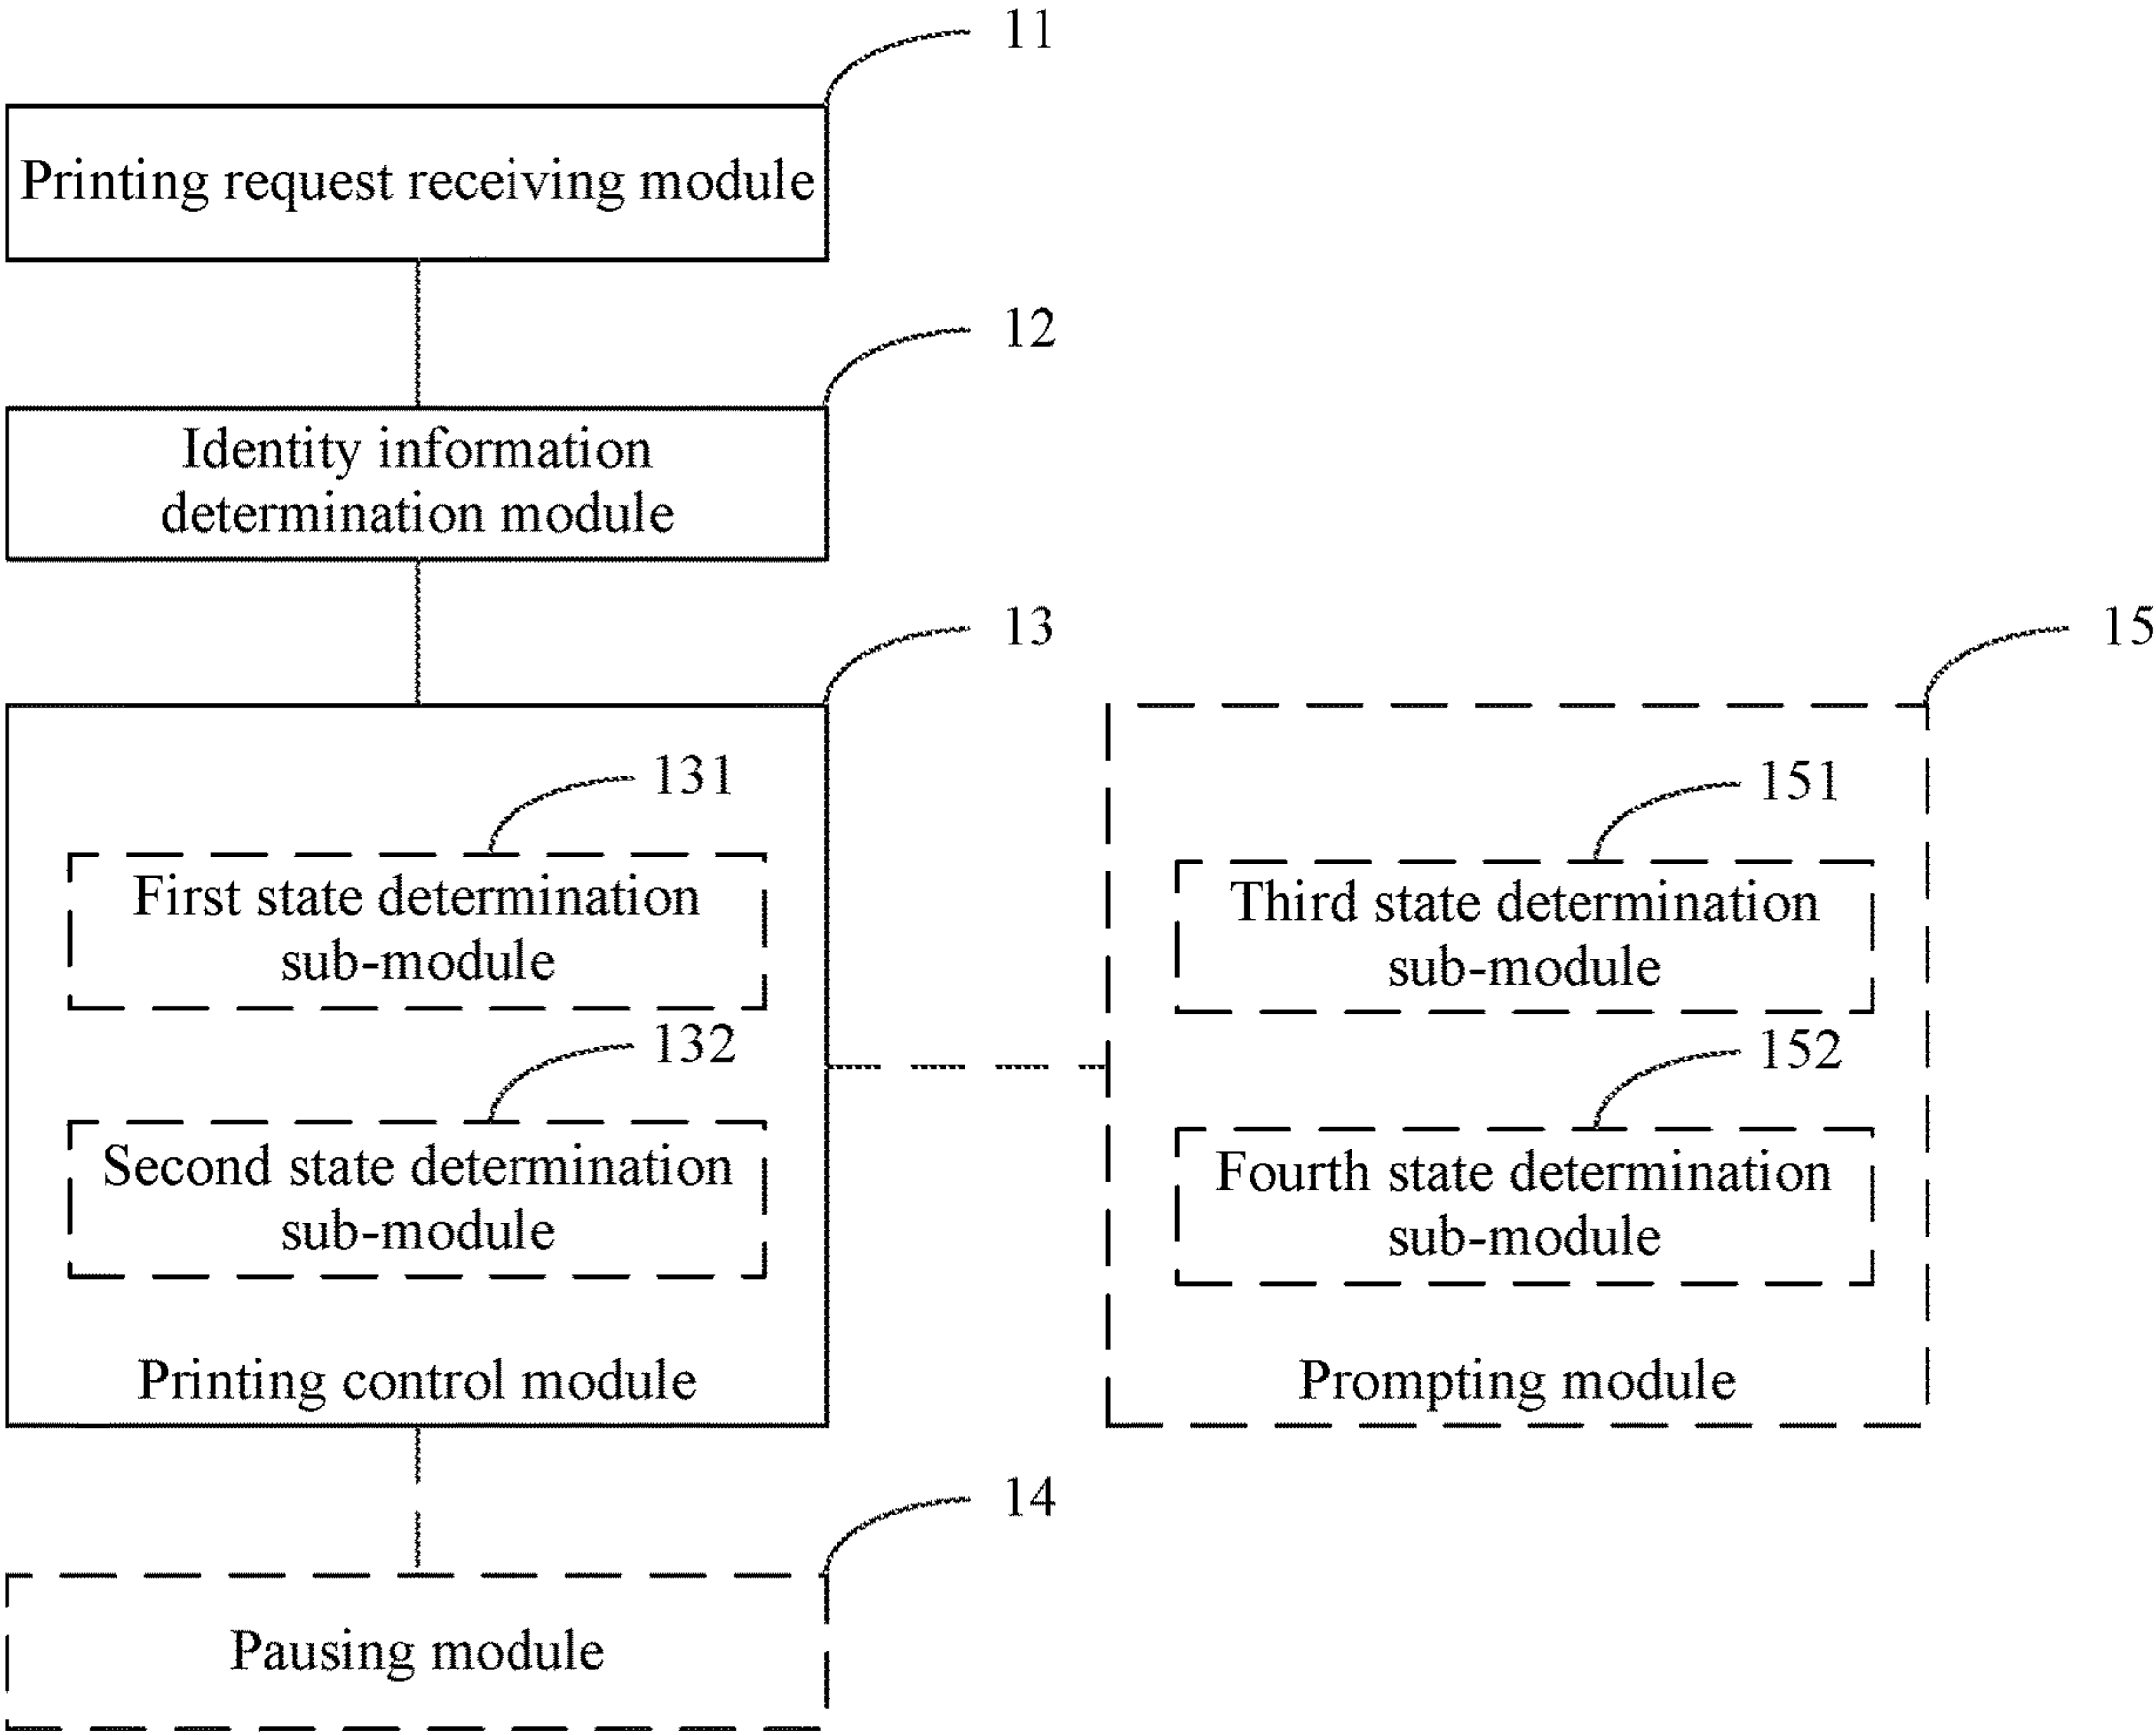 11
Printing request receiving module
12
Identity information
determination module
13
131
First state determination
sub-module
132
Second state determination
sub-module
Printing control module
15
151
Third state determination
sub-module
152
Fourth state determination
sub-module
Prompting module
14
Pausing module